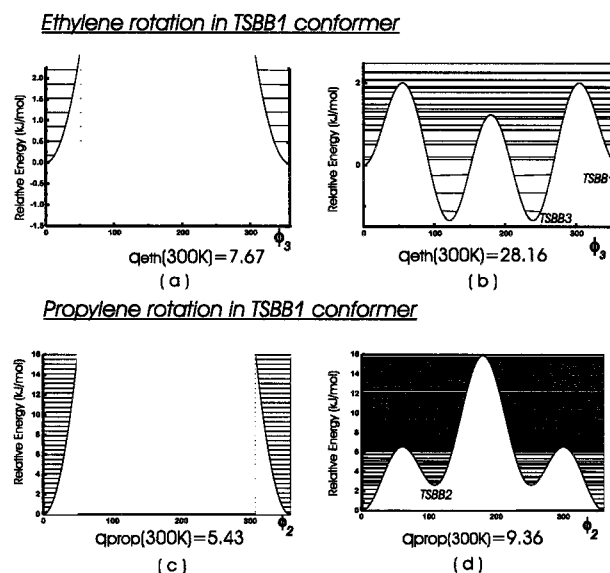 Ethylene rotation in TSBB1 conformer
Relative Energy (kJ/mol)
2.0
1.5
1.0
0.5
0.0
-0.5
-1.0
-1.5
0 100 200 300 ϕ3
qeth(300K)=7.67
(a)
Relative Energy (kJ/mol)
2
0
TSBB1
TSBB3
0 100 200 300 ϕ3
qeth(300K)=28.16
(b)
Propylene rotation in TSBB1 conformer
Relative Energy (kJ/mol)
16
14
12
10
8
6
4
2
0
0 100 200 300 ϕ2
qprop(300K)=5.43
(c)
Relative Energy (kJ/mol)
16
14
12
10
8
6
4
2
0
TSBB2
0 100 200 300 ϕ2
qprop(300K)=9.36
(d)